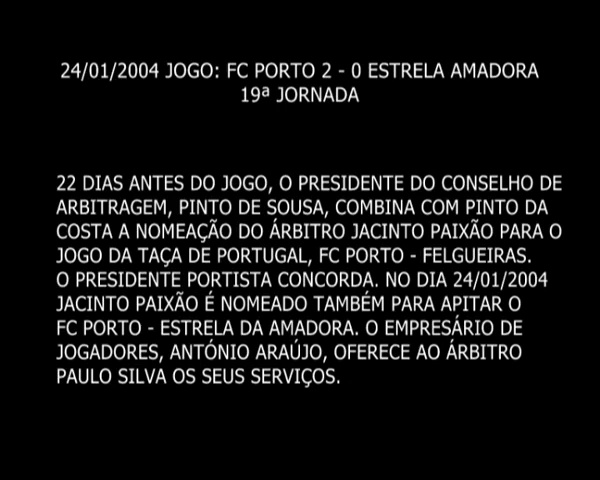 24/01/2004 JOGO: FC PORTO 2 - 0 ESTRELA AMADORA
19ª JORNADA
22 DIAS ANTES DO JOGO, O PRESIDENTE DO CONSELHO DE
ARBITRAGEM, PINTO DE SOUSA, COMBINA COM PINTO DA
COSTA A NOMEAÇÃO DO ÁRBITRO JACINTO PAIXÃO PARA O
JOGO DA TAÇA DE PORTUGAL, FC PORTO - FELGUEIRAS.
O PRESIDENTE PORTISTA CONCORDA. NO DIA 24/01/2004
JACINTO PAIXÃO É NOMEADO TAMBÉM PARA APITAR O
FC PORTO - ESTRELA DA AMADORA. O EMPRESÁRIO DE
JOGADORES, ANTÓNIO ARAÚJO, OFERECE AO ÁRBITRO
PAULO SILVA OS SEUS SERVIÇOS.